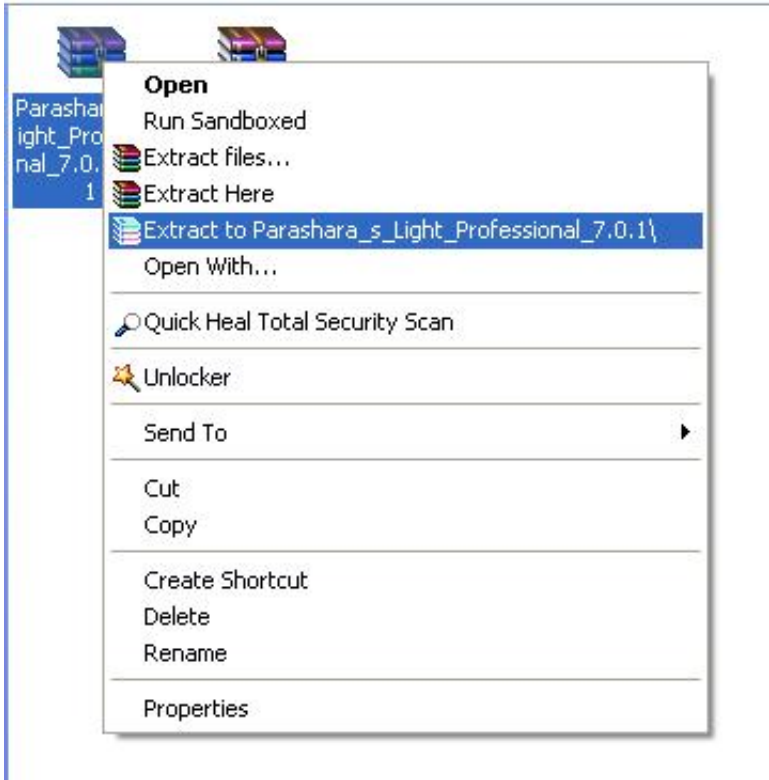 Parashar
ight_Pro
nal_7.0.
1
Open
Run Sandboxed
Extract files...
Extract Here
Extract to Parashara_s_Light_Professional_7.0.1\
Open With...
Quick Heal Total Security Scan
Unlocker
Send To
Cut
Copy
Create Shortcut
Delete
Rename
Properties